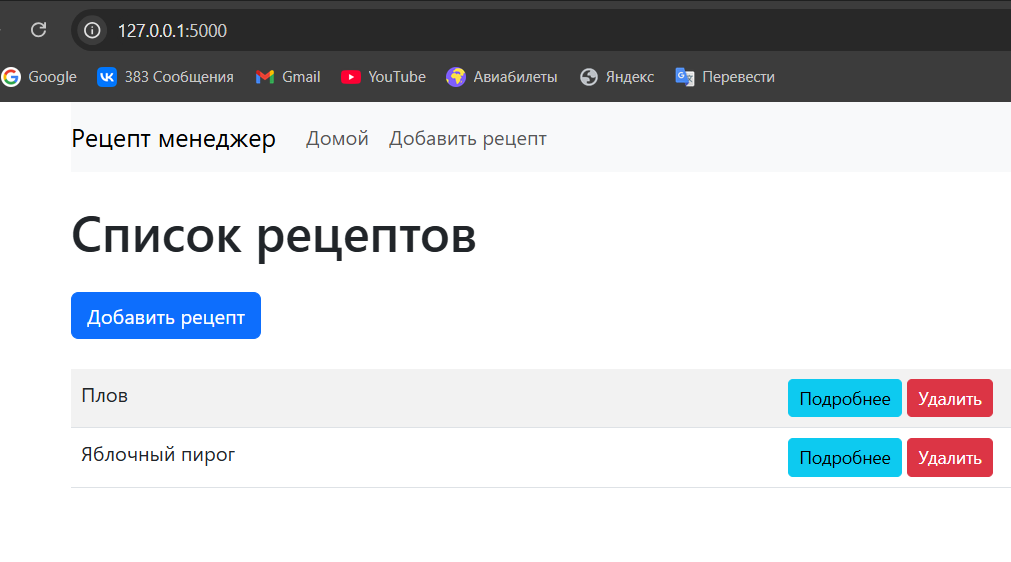 127.0.0.1:5000
Google 383 Сообщения Gmail YouTube Авиабилеты Яндекс Перевести
Рецепт менеджер Домой Добавить рецепт
Список рецептов
Добавить рецепт
Плов Подробнее Удалить
Яблочный пирог Подробнее Удалить